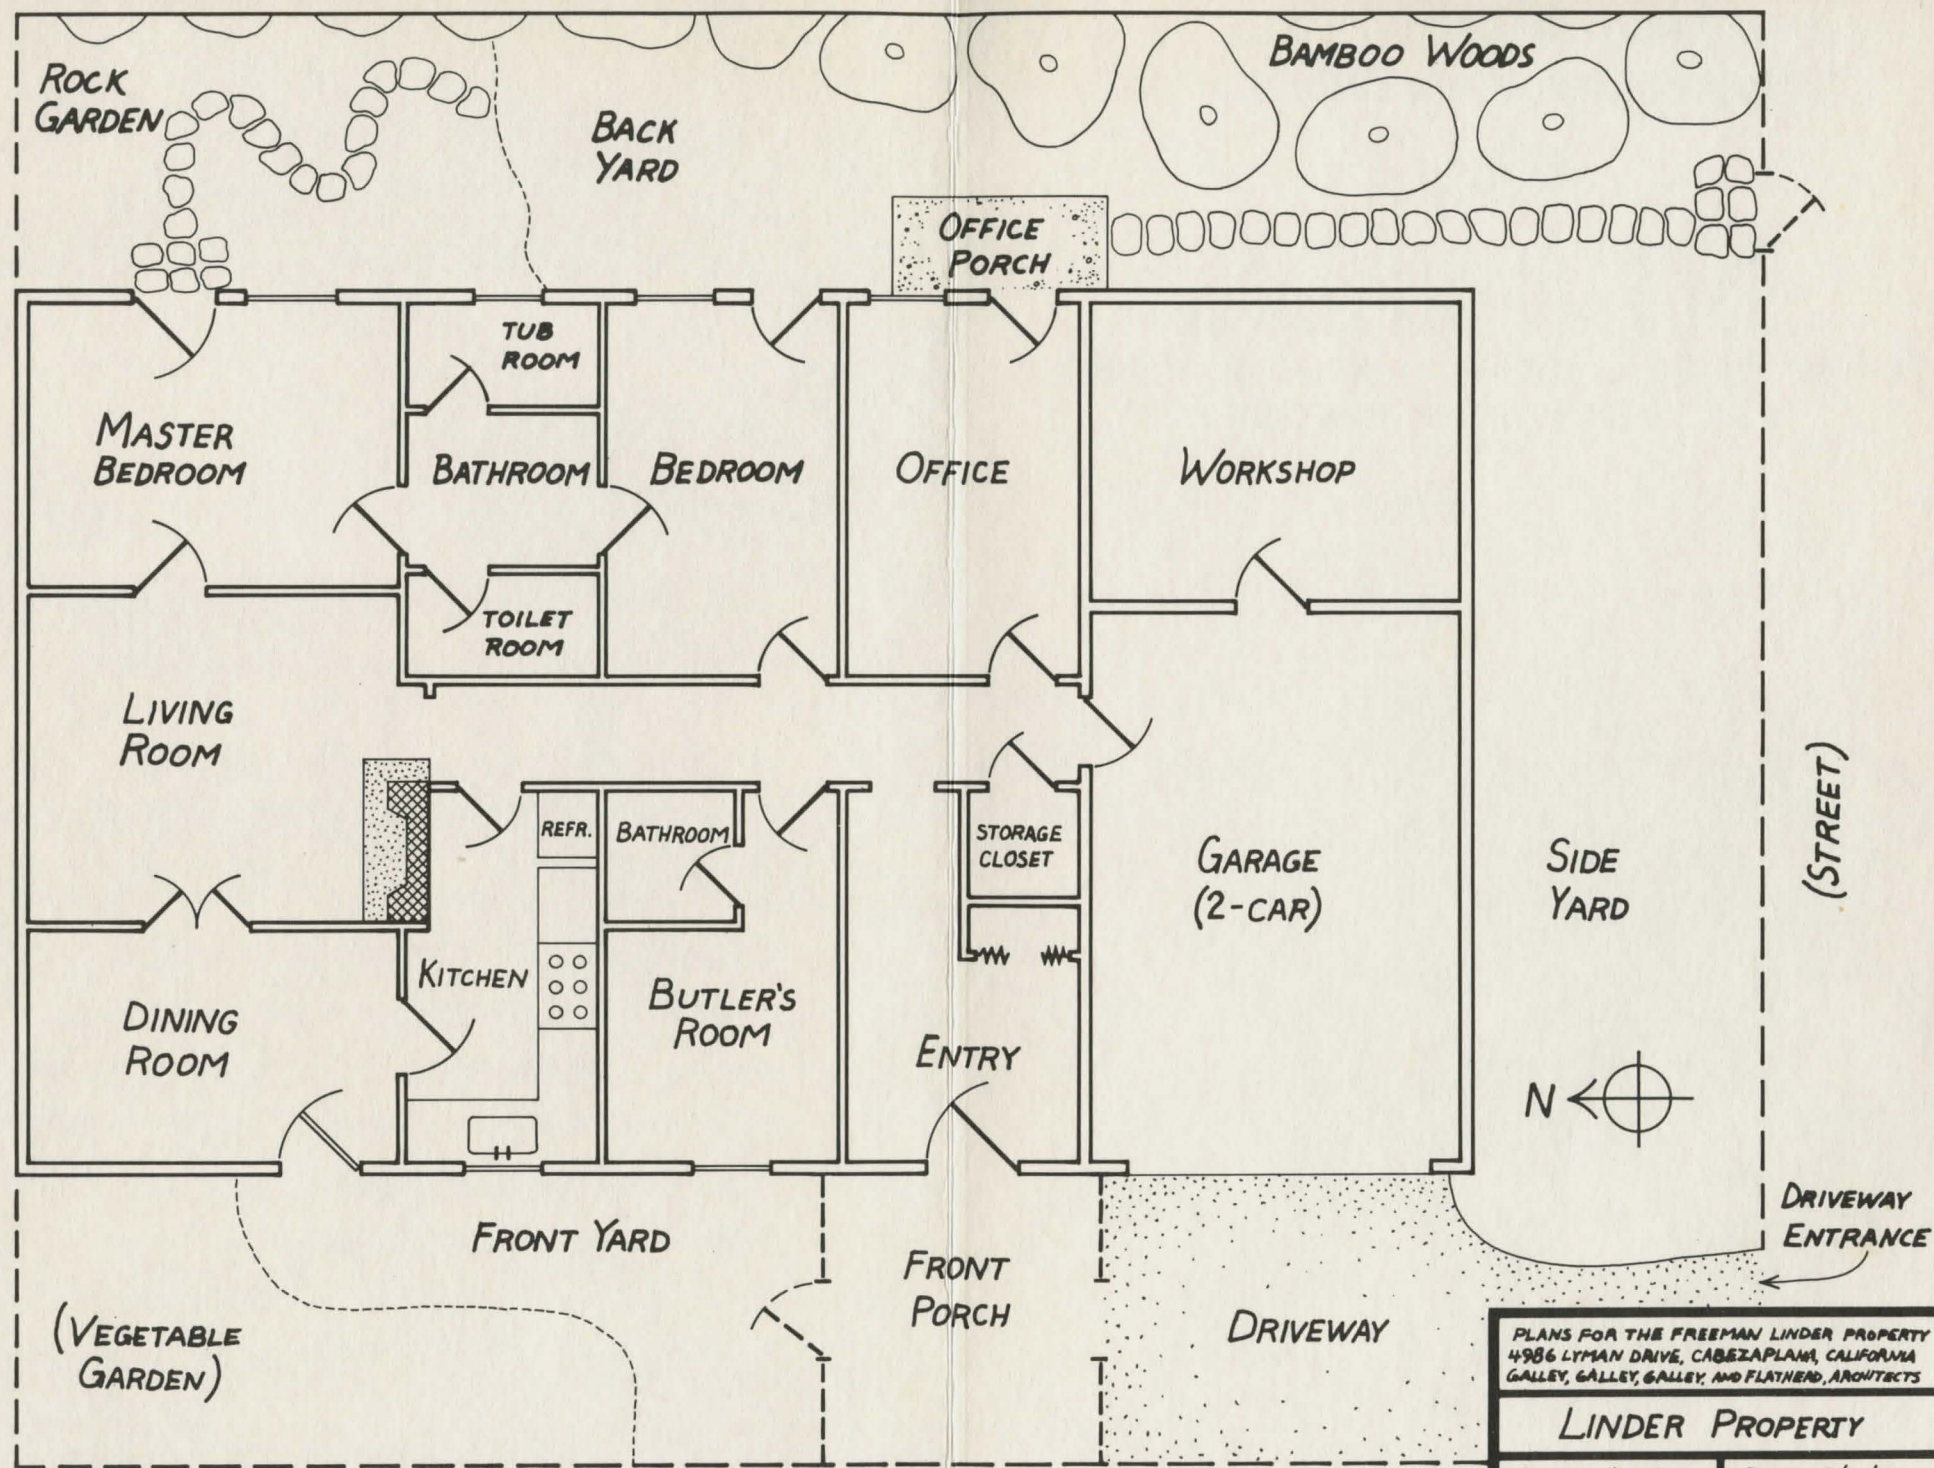 ROCK
GARDEN
BACK
YARD
BAMBOO WOODS
OFFICE
PORCH
TUB
ROOM
MASTER
BEDROOM
BATHROOM
BEDROOM
OFFICE
WORKSHOP
TOILET
ROOM
LIVING
ROOM
(STREET)
REFR.
BATHROOM
STORAGE
CLOSET
GARAGE
(2-CAR)
SIDE
YARD
KITCHEN
DINING
ROOM
BUTLER'S
ROOM
ENTRY
N
DRIVEWAY
ENTRANCE
FRONT YARD
FRONT
PORCH
DRIVEWAY
(VEGETABLE
GARDEN)
PLANS FOR THE FREEMAN LINDER PROPERTY
4986 LYMAN DRIVE, CABEZAPLANA, CALIFORNIA
GALLEY, GALLEY, GALLEY, AND FLATHEAD, ARCHITECTS
LINDER PROPERTY